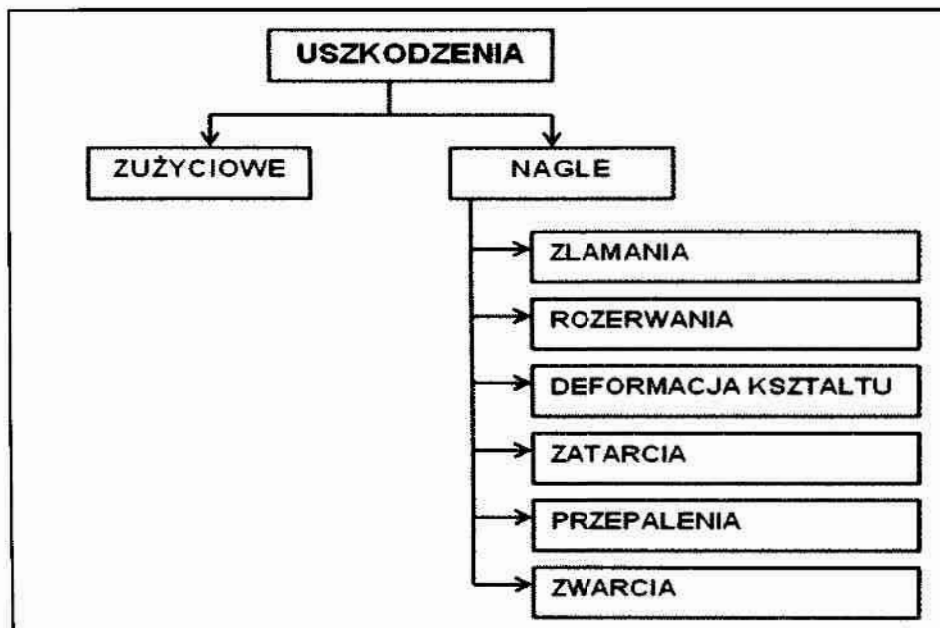 USZKODZENIA
ZUŻYCIOWE
NAGLE
ZLAMANIA
ROZERWANIA
DEFORMACJA KSZTALTU
ZATARCIA
PRZEPALENIA
ZWARCIA